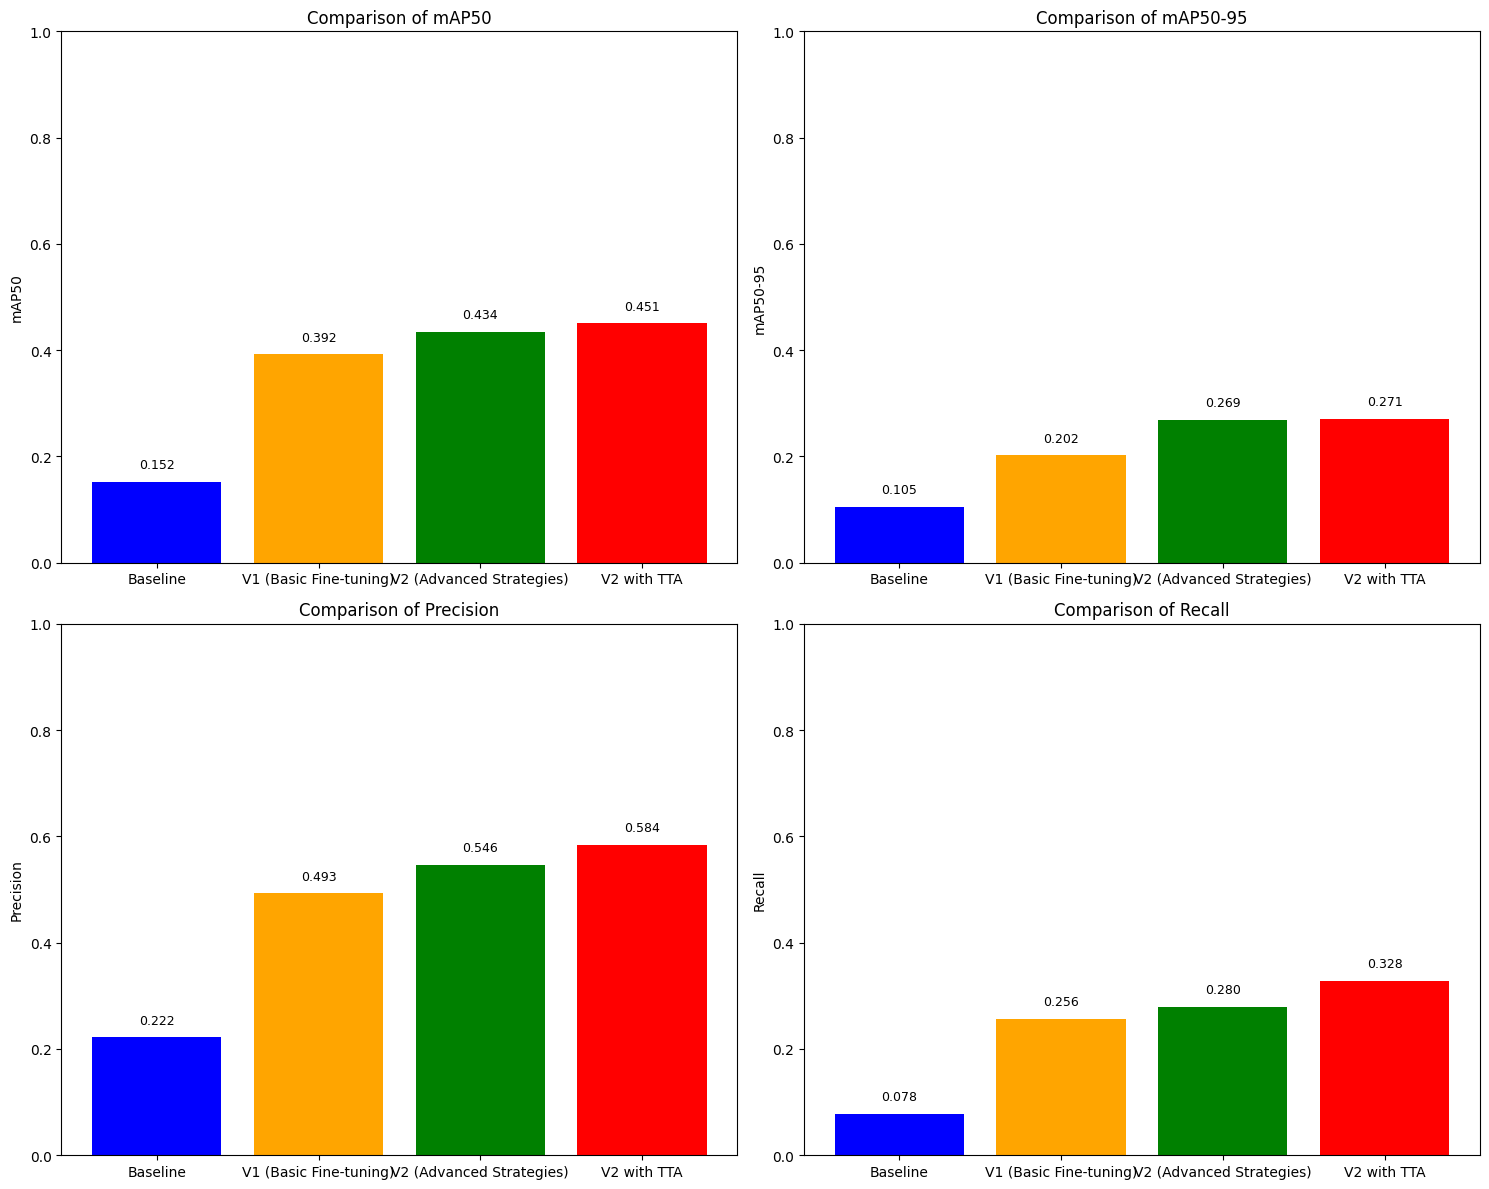 Comparison of mAP50
1.0
0.8
0.6
0.4
0.2
0.0
mAP50
0.152
0.392
0.434
0.451
Baseline
V1 (Basic Fine-tuning)
V2 (Advanced Strategies)
V2 with TTA
Comparison of mAP50-95
1.0
0.8
0.6
0.4
0.2
0.0
mAP50-95
0.105
0.202
0.269
0.271
Baseline
V1 (Basic Fine-tuning)
V2 (Advanced Strategies)
V2 with TTA
Comparison of Precision
1.0
0.8
0.6
0.4
0.2
0.0
Precision
0.222
0.493
0.546
0.584
Baseline
V1 (Basic Fine-tuning)
V2 (Advanced Strategies)
V2 with TTA
Comparison of Recall
1.0
0.8
0.6
0.4
0.2
0.0
Recall
0.078
0.256
0.280
0.328
Baseline
V1 (Basic Fine-tuning)
V2 (Advanced Strategies)
V2 with TTA